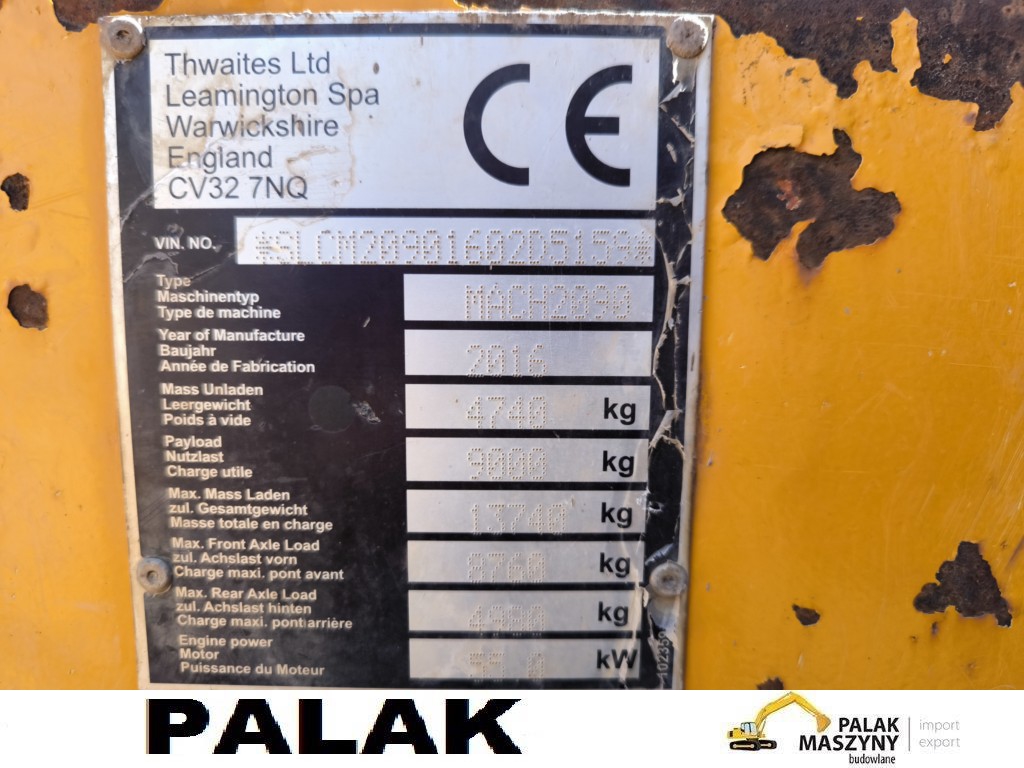 Thwaites Ltd
Leamington Spa
Warwickshire
England
CV32 7NQ
CE
VIN. NO. *SLCM20901602D5159*
Type
Maschinentyp
Type de machine
MACH2090
Year of Manufacture
Baujahr
Année de Fabrication
2016
Mass Unladen
Leergewicht
Poids à vide
4740 kg
Payload
Nutzlast
Charge utile
9000 kg
Max. Mass Laden
zul. Gesamtgewicht
Masse totale en charge
13740 kg
Max. Front Axle Load
zul. Achslast vorn
Charge maxi. pont avant
8760 kg
Max. Rear Axle Load
zul. Achslast hinten
Charge maxi. pont arrière
4980 kg
Engine power
Motor
Puissance du Moteur
kW
PALAK
PALAK
MASZYNY
budowlane
import
export